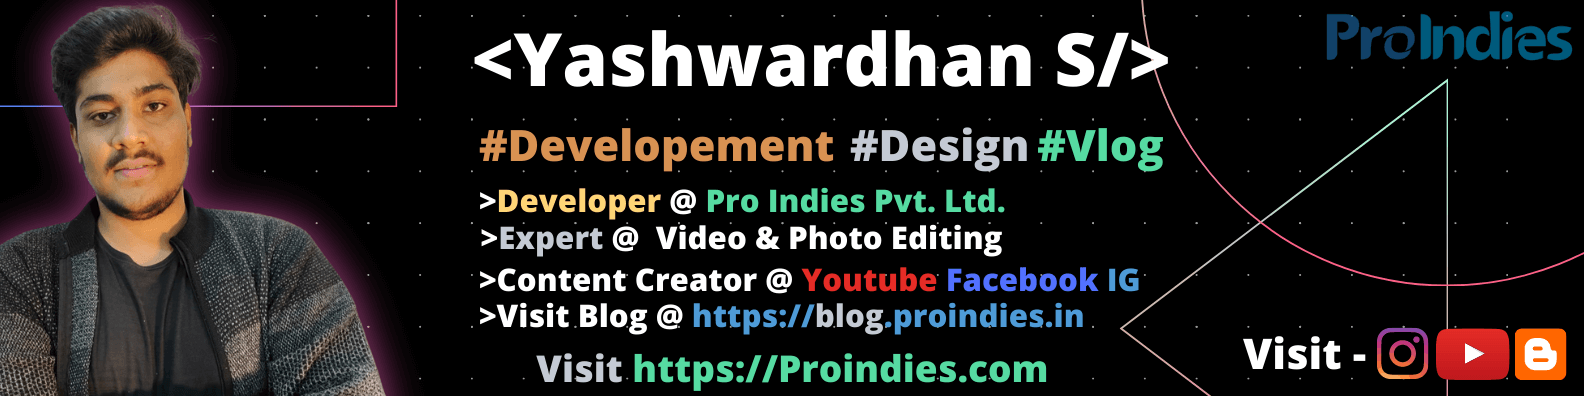 <Yashwardhan S/>
ProIndies
#Developement #Design #Vlog
>Developer @ Pro Indies Pvt. Ltd.
>Expert @ Video & Photo Editing
>Content Creator @ Youtube Facebook IG
>Visit Blog @ https://blog.proindies.in
Visit https://Proindies.com
Visit -